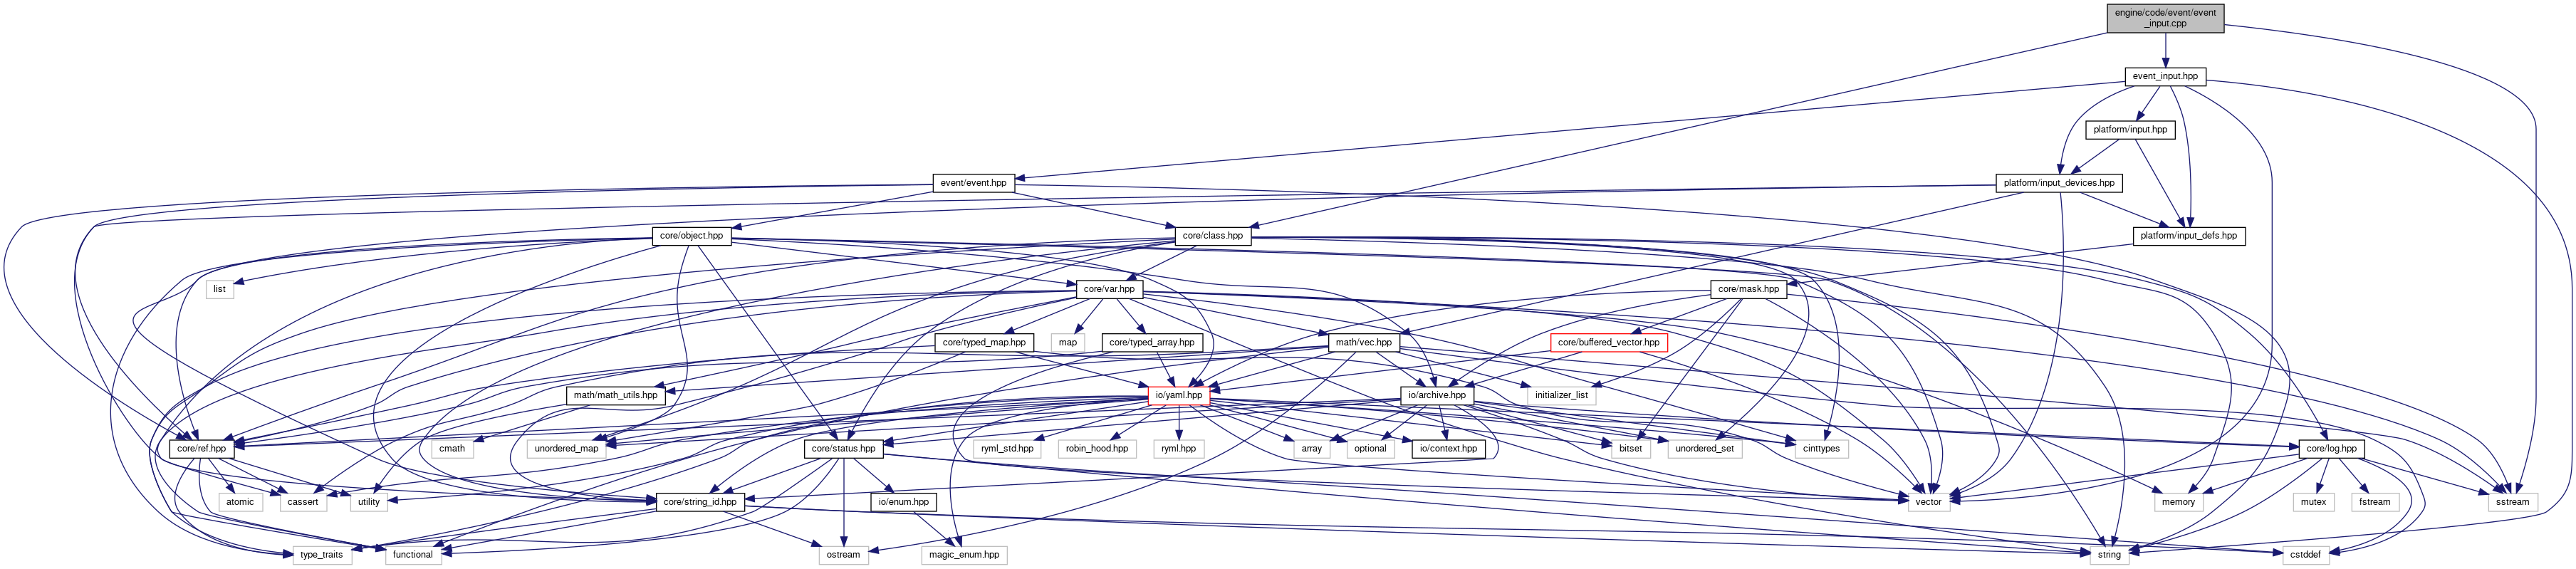 engine/code/event/event
_input.cpp
event_input.hpp
platform/input.hpp
event/event.hpp
platform/input_devices.hpp
core/object.hpp
core/class.hpp
platform/input_defs.hpp
list
core/var.hpp
core/mask.hpp
core/typed_map.hpp
map
core/typed_array.hpp
math/vec.hpp
core/buffered_vector.hpp
math/math_utils.hpp
io/yaml.hpp
io/archive.hpp
initializer_list
core/ref.hpp
cmath
unordered_map
core/status.hpp
ryml_std.hpp
robin_hood.hpp
ryml.hpp
array
optional
io/context.hpp
bitset
unordered_set
cinttypes
core/log.hpp
atomic
cassert
utility
core/string_id.hpp
io/enum.hpp
vector
memory
mutex
fstream
sstream
type_traits
functional
ostream
magic_enum.hpp
string
cstddef